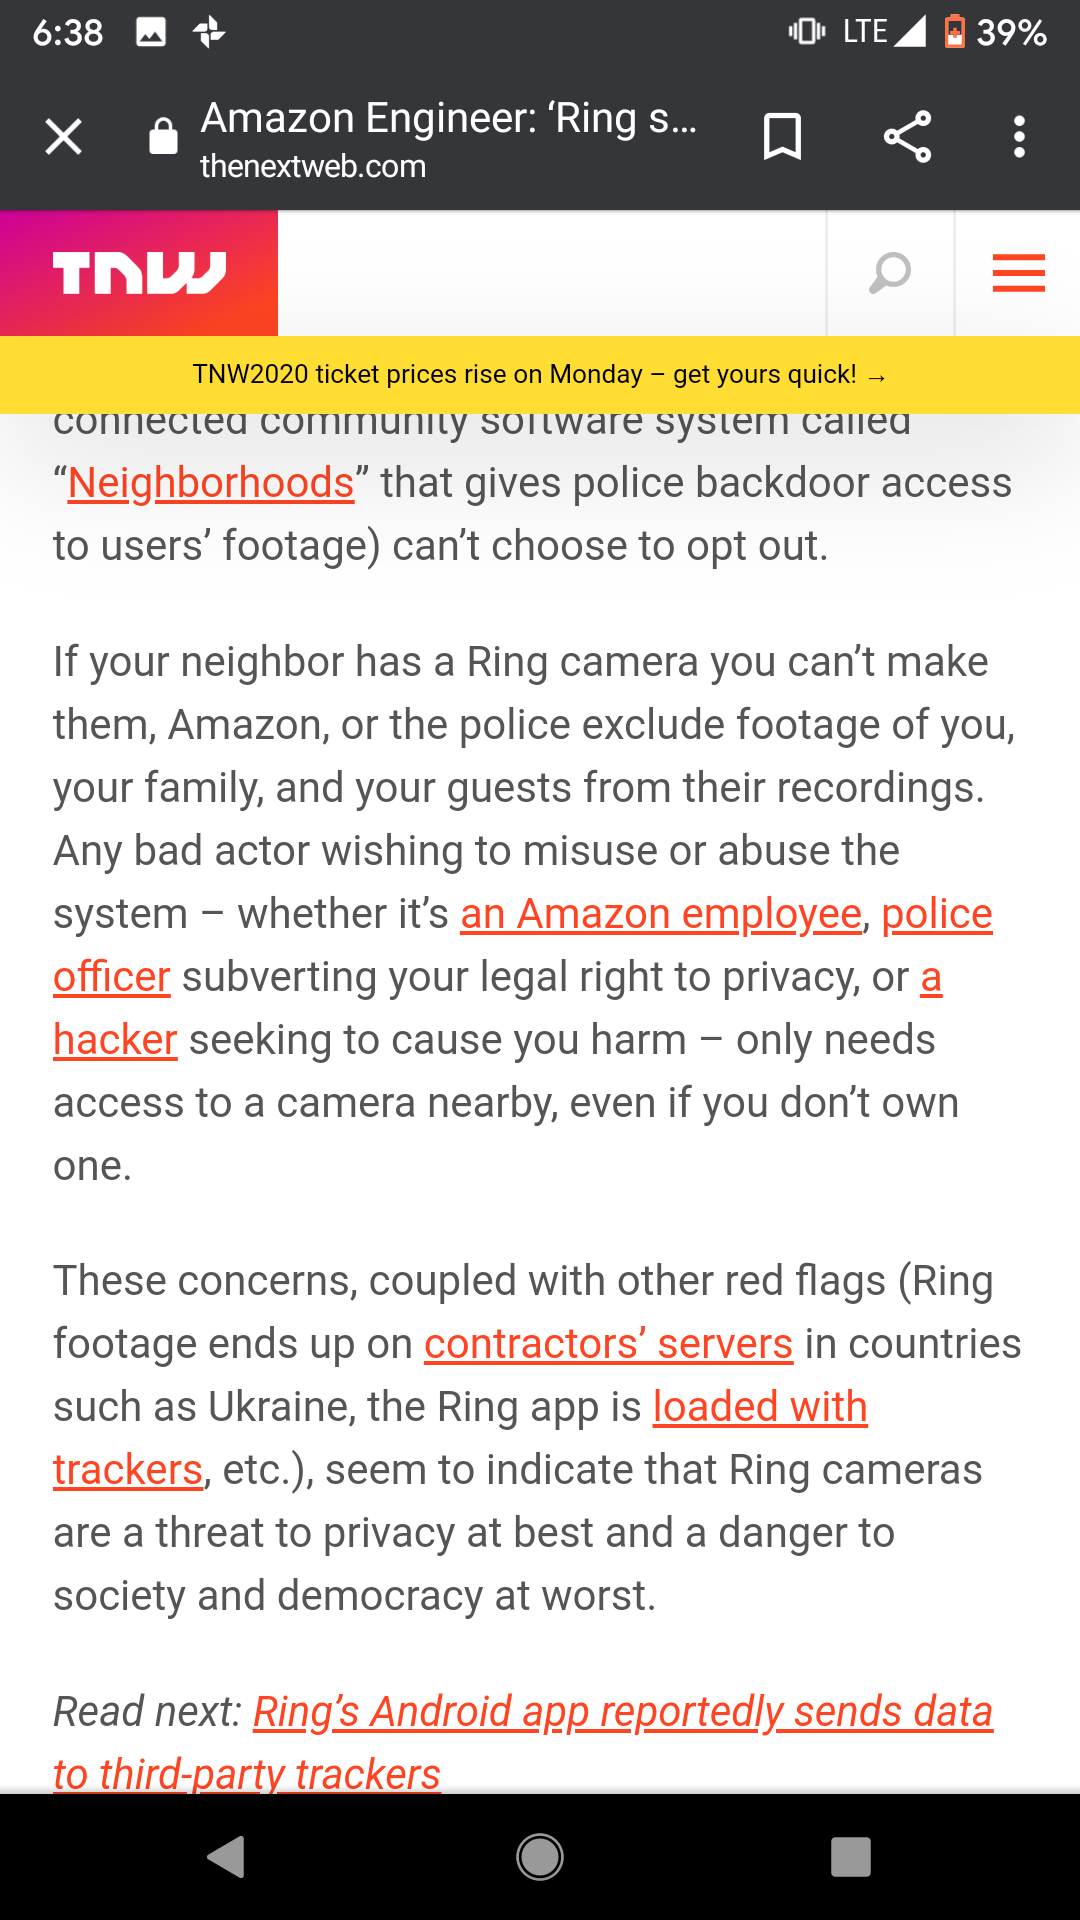 6:38 LTE 39%
Amazon Engineer: ‘Ring s...
thenextweb.com
TNW
TNW2020 ticket prices rise on Monday – get yours quick! →
connected community software system called
“Neighborhoods” that gives police backdoor access
to users’ footage) can’t choose to opt out.
If your neighbor has a Ring camera you can’t make
them, Amazon, or the police exclude footage of you,
your family, and your guests from their recordings.
Any bad actor wishing to misuse or abuse the
system – whether it’s an Amazon employee, police
officer subverting your legal right to privacy, or a
hacker seeking to cause you harm – only needs
access to a camera nearby, even if you don’t own
one.
These concerns, coupled with other red flags (Ring
footage ends up on contractors’ servers in countries
such as Ukraine, the Ring app is loaded with
trackers, etc.), seem to indicate that Ring cameras
are a threat to privacy at best and a danger to
society and democracy at worst.
Read next: Ring’s Android app reportedly sends data
to third-party trackers